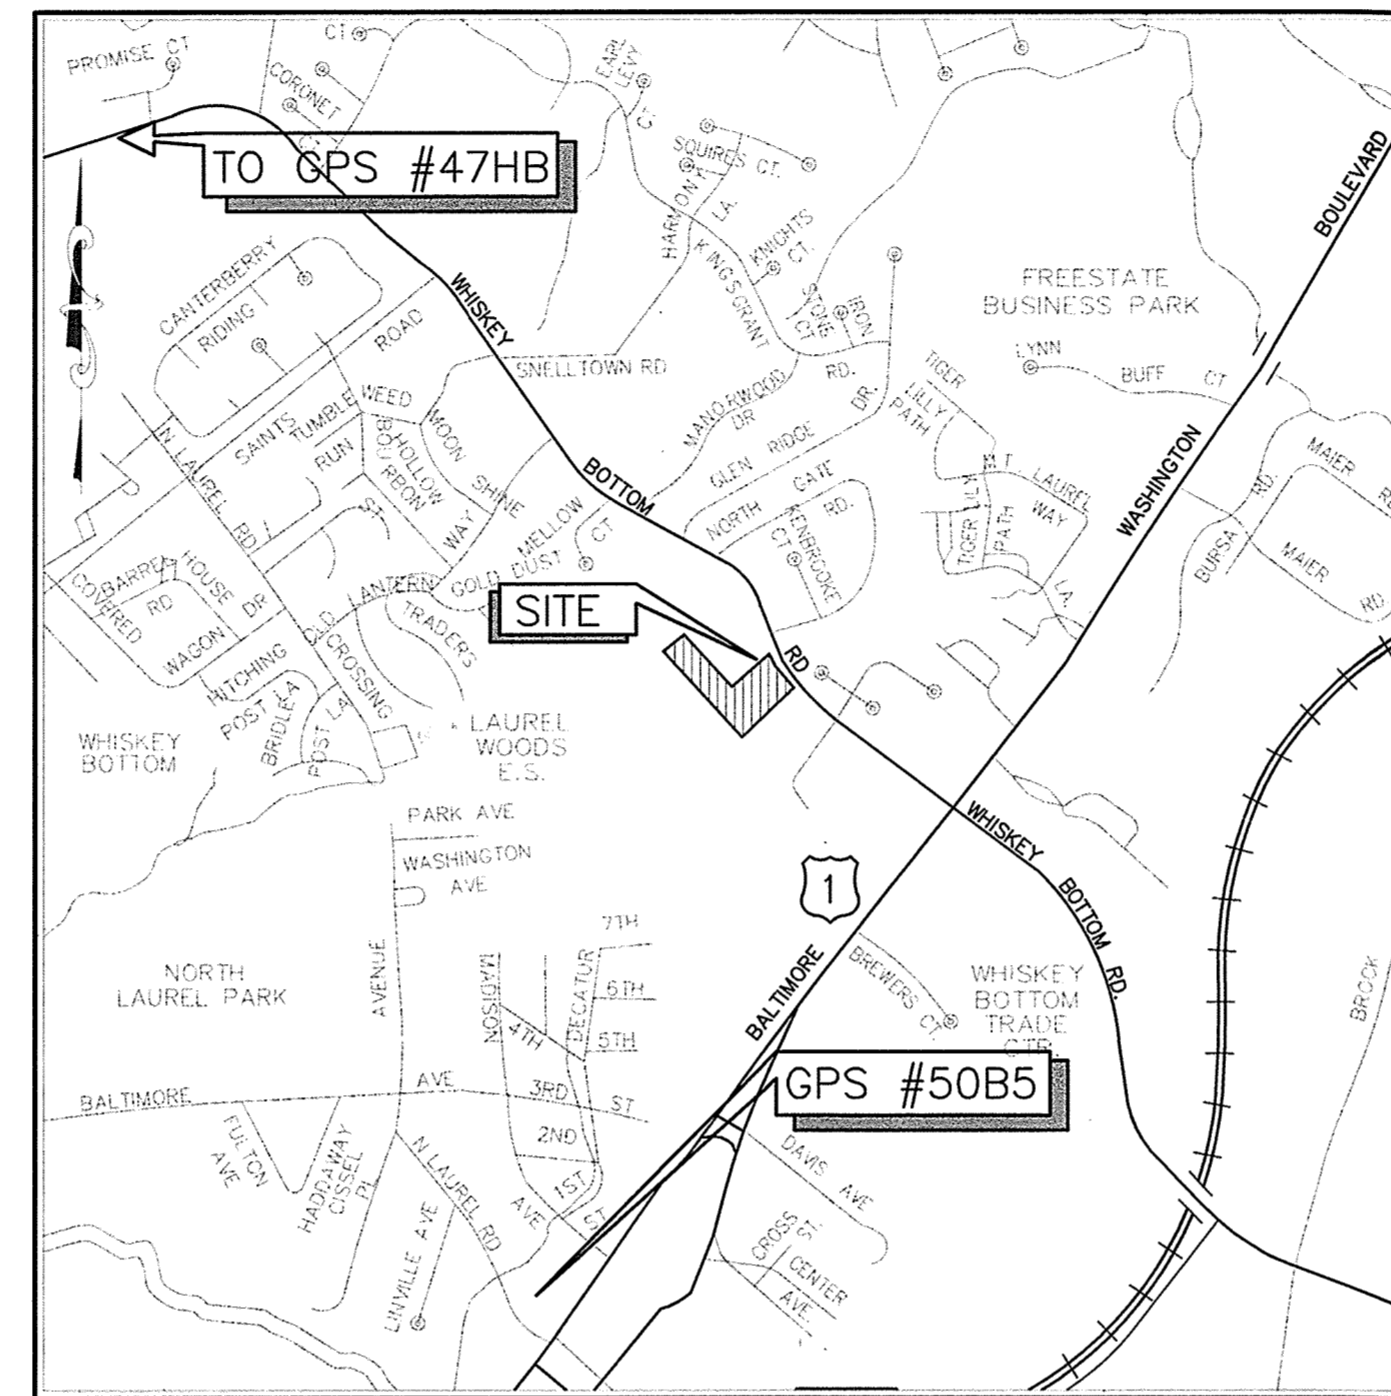 PROMISE CT
CT
CORONET
CT
EARL
LEVY
CT
TO GPS #47HB
SQUIRES CT.
HARMONY
LA.
KNIGHTS
CT.
KINGS GRANT
RD.
STONE
CT
IRON
BOULEVARD
FREESTATE
BUSINESS PARK
CANTERBERRY
RIDING
ROAD
WHISKEY
SNELLTOWN RD
LYNN
BUFF CT
TIGER
LILLY
PATH
MANORWOOD
DR
DR.
GLEN RIDGE
WEED
TUMBLE
RUN
SAINTS
N LAUREL RD
BOURBON
HOLLOW
MOON
SHINE
WAY
ST
BOTTOM
NORTH GATE
RD.
KENBROOKE
CT
MT LAUREL
WAY
TIGER LILY
PATH
LA.
WASHINGTON
MAIER
RD
BURSA
RD.
MAIER
RD.
MELLOW
CT
GOLD DUST
BARREL
RD
HOUSE
DR
COVERED
WAGON
OLD
LANTERN
CROSSING
TRADERS
SITE
HITCHING
POST LA
BRIDLE
POST LA
RD
WHISKEY
BOTTOM
LAUREL
WOODS
E.S.
PARK AVE
WASHINGTON
AVE
WHISKEY
BOTTOM RD.
1
7TH
6TH
5TH
4TH
MADISON
DECATUR
AVENUE
NORTH
LAUREL PARK
BALTIMORE
BREWERS CT.
WHISKEY
BOTTOM
TRADE
CTR.
BROCK
GPS #50B5
BALTIMORE AVE
3RD
ST
2ND
1ST
ST
AVE
FULTON
AVE
HADDAWAY
CISSEL
PL
N LAUREL RD
LINVILLE AVE
DAVIS AVE
CROSS
ST.
CENTER
AVE.